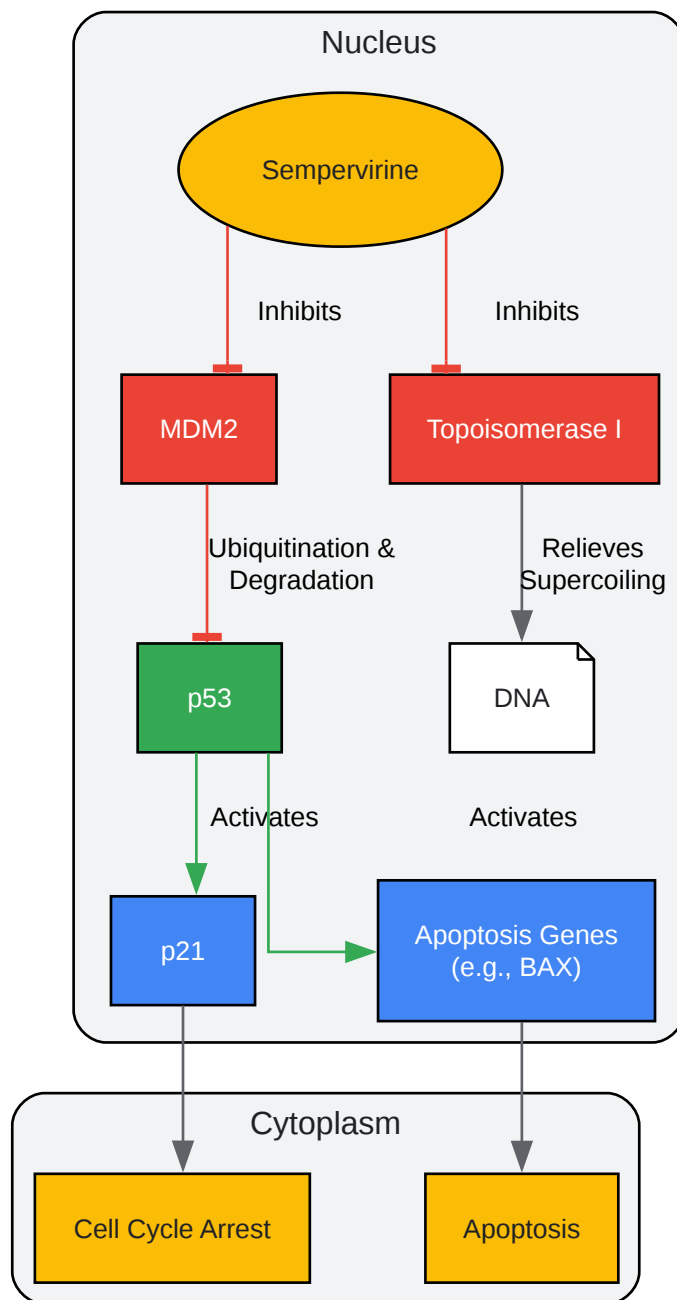 Nucleus
Sempervirine
Inhibits
Inhibits
MDM2
Topoisomerase I
Ubiquitination &
Degradation
Relieves
Supercoiling
p53
DNA
Activates
Activates
p21
Apoptosis Genes
(e.g., BAX)
Cytoplasm
Cell Cycle Arrest
Apoptosis